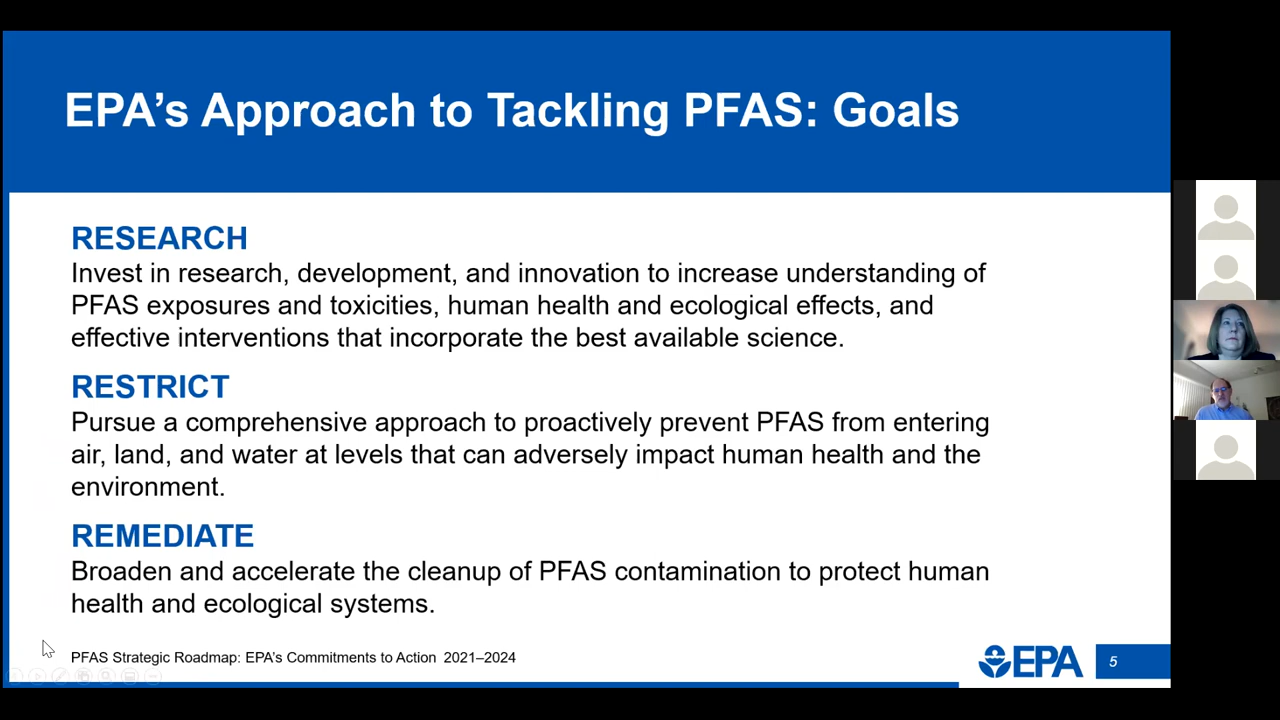 EPA’s Approach to Tackling PFAS: Goals
RESEARCH
Invest in research, development, and innovation to increase understanding of
PFAS exposures and toxicities, human health and ecological effects, and
effective interventions that incorporate the best available science.
RESTRICT
Pursue a comprehensive approach to proactively prevent PFAS from entering
air, land, and water at levels that can adversely impact human health and the
environment.
REMEDIATE
Broaden and accelerate the cleanup of PFAS contamination to protect human
health and ecological systems.
PFAS Strategic Roadmap: EPA’s Commitments to Action 2021–2024
EPA
5